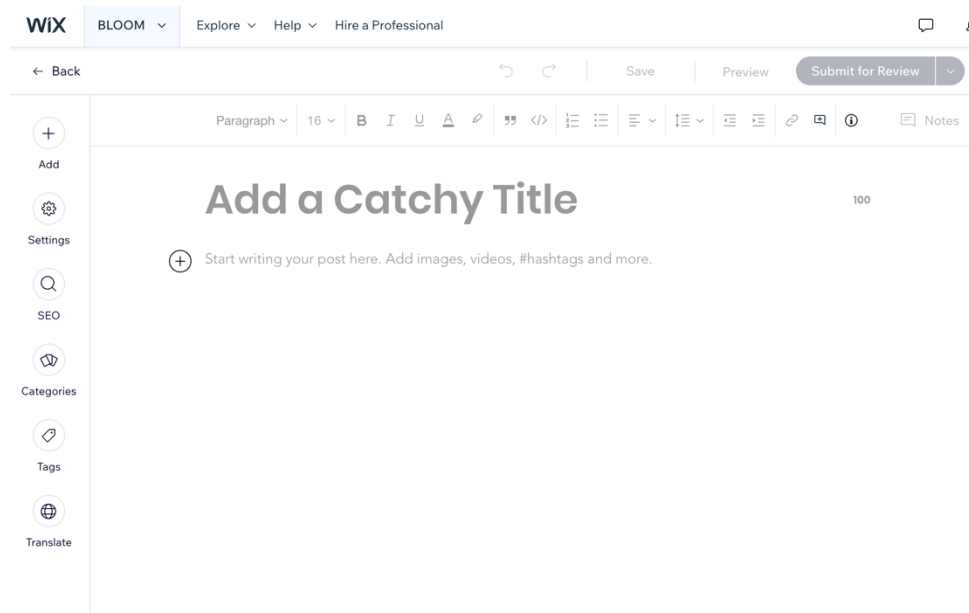 WiX BLOOM Explore Help Hire a Professional
Back Save Preview Submit for Review
Paragraph 16 B I U A Notes
Add
Settings
SEO
Categories
Tags
Translate
Add a Catchy Title 100
Start writing your post here. Add images, videos, #hashtags and more.